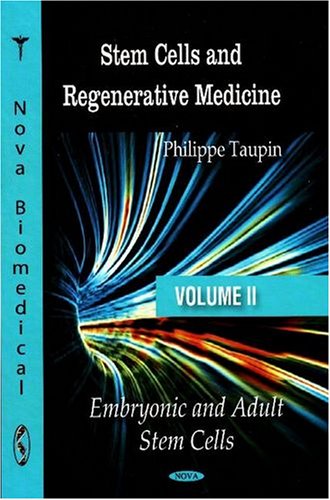 Stem Cells and
Regenerative Medicine
Philippe Taupin
Nova Biomedical
VOLUME II
Embryonic and Adult
Stem Cells
NOVA